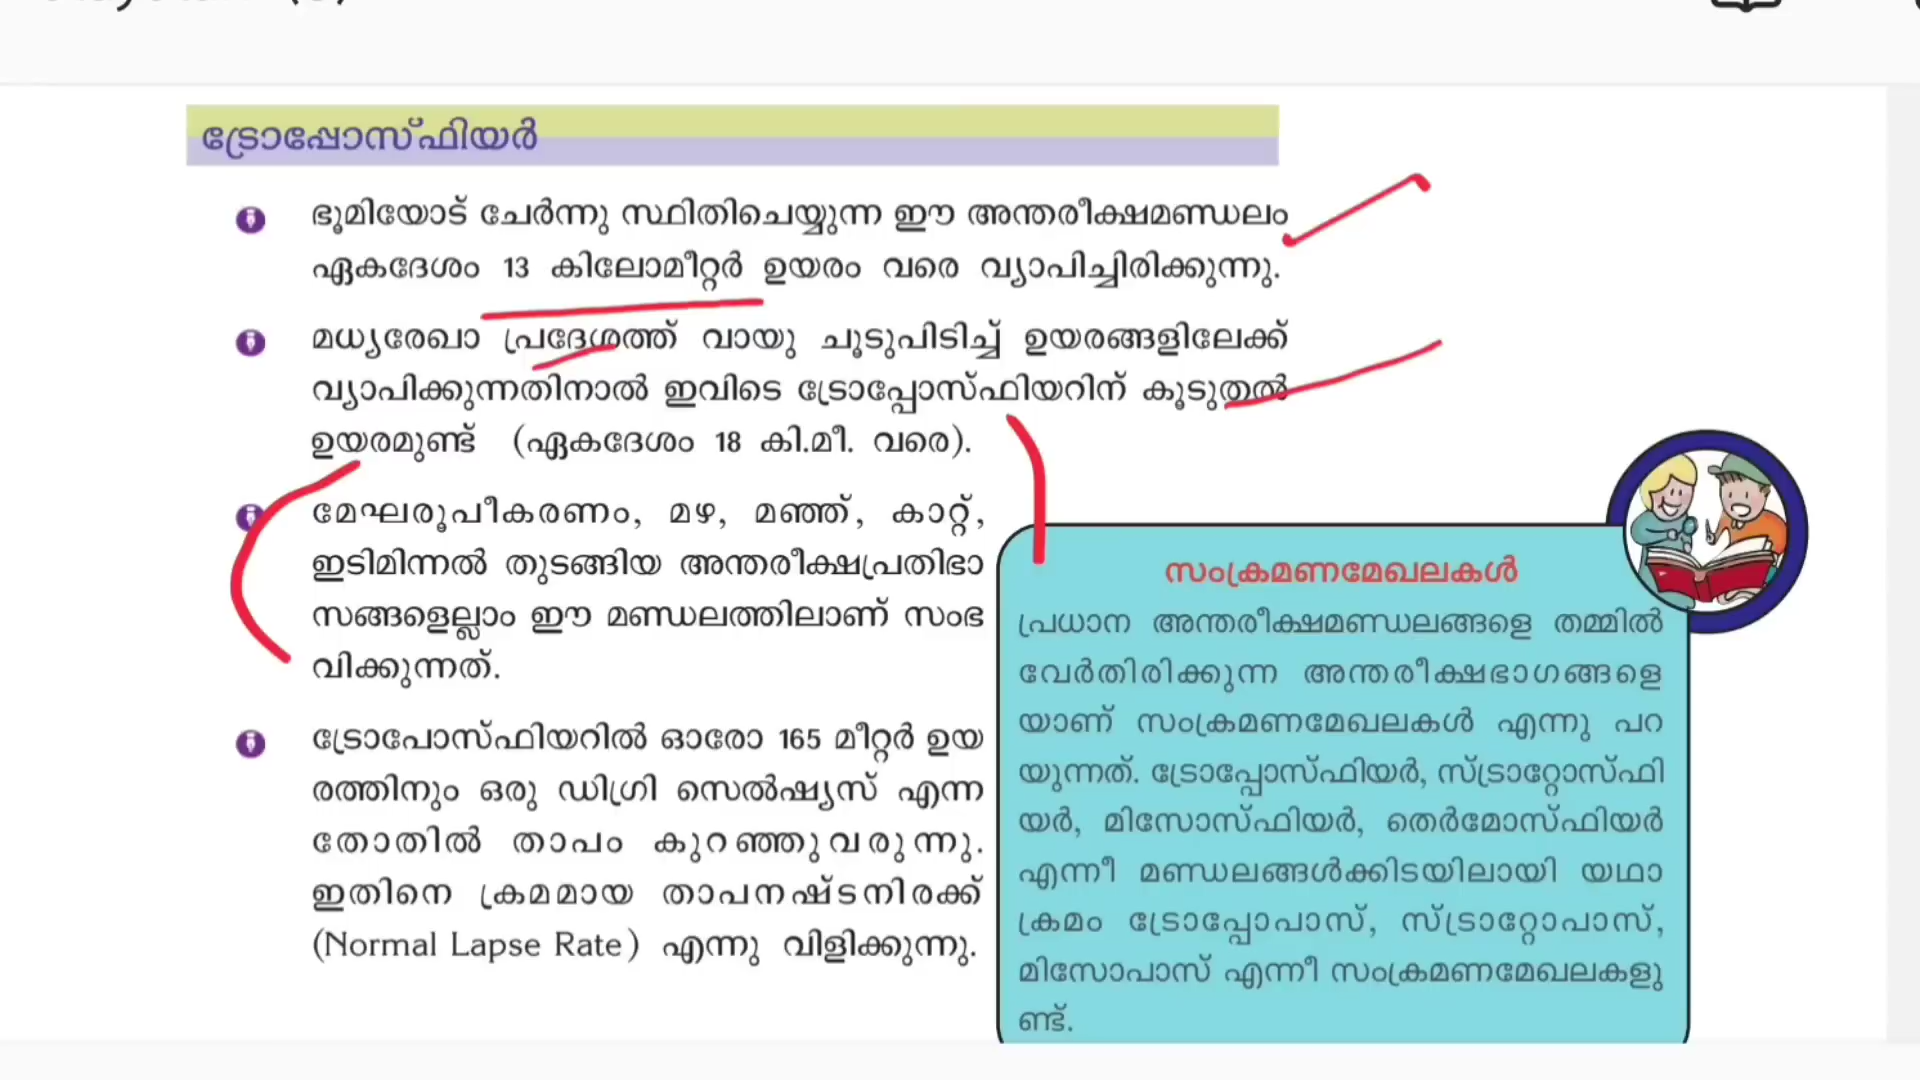 ട്രോപ്പോസ്ഫിയർ
ഭൂമിയോട് ചേർന്നു സ്ഥിതിചെയ്യുന്ന ഈ അന്തരീക്ഷമണ്ഡലം
ഏകദേശം 13 കിലോമീറ്റർ ഉയരം വരെ വ്യാപിച്ചിരിക്കുന്നു.
മധ്യരേഖാ പ്രദേശത്ത് വായു ചൂടുപിടിച്ച് ഉയരങ്ങളിലേക്ക്
വ്യാപിക്കുന്നതിനാൽ ഇവിടെ ട്രോപ്പോസ്ഫിയറിന് കൂടുതൽ
ഉയരമുണ്ട് (ഏകദേശം 18 കി.മീ. വരെ).
മേഘരൂപീകരണം, മഴ, മഞ്ഞ്, കാറ്റ്,
ഇടിമിന്നൽ തുടങ്ങിയ അന്തരീക്ഷപ്രതിഭാ
സങ്ങളെല്ലാം ഈ മണ്ഡലത്തിലാണ് സംഭ
വിക്കുന്നത്.
ട്രോപോസ്ഫിയറിൽ ഓരോ 165 മീറ്റർ ഉയ
രത്തിനും ഒരു ഡിഗ്രി സെൽഷ്യസ് എന്ന
തോതിൽ താപം കുറഞ്ഞുവരുന്നു.
ഇതിനെ ക്രമമായ താപനഷ്ടനിരക്ക്
(Normal Lapse Rate) എന്നു വിളിക്കുന്നു.
സംക്രമണമേഖലകൾ
പ്രധാന അന്തരീക്ഷമണ്ഡലങ്ങളെ തമ്മിൽ
വേർതിരിക്കുന്ന അന്തരീക്ഷഭാഗങ്ങളെ
യാണ് സംക്രമണമേഖലകൾ എന്നു പറ
യുന്നത്. ട്രോപ്പോസ്ഫിയർ, സ്ട്രാറ്റോസ്ഫി
യർ, മിസോസ്ഫിയർ, തെർമോസ്ഫിയർ
എന്നീ മണ്ഡലങ്ങൾക്കിടയിലായി യഥാ
ക്രമം ട്രോപ്പോപാസ്, സ്ട്രാറ്റോപാസ്,
മിസോപാസ് എന്നീ സംക്രമണമേഖലകളു
ണ്ട്.